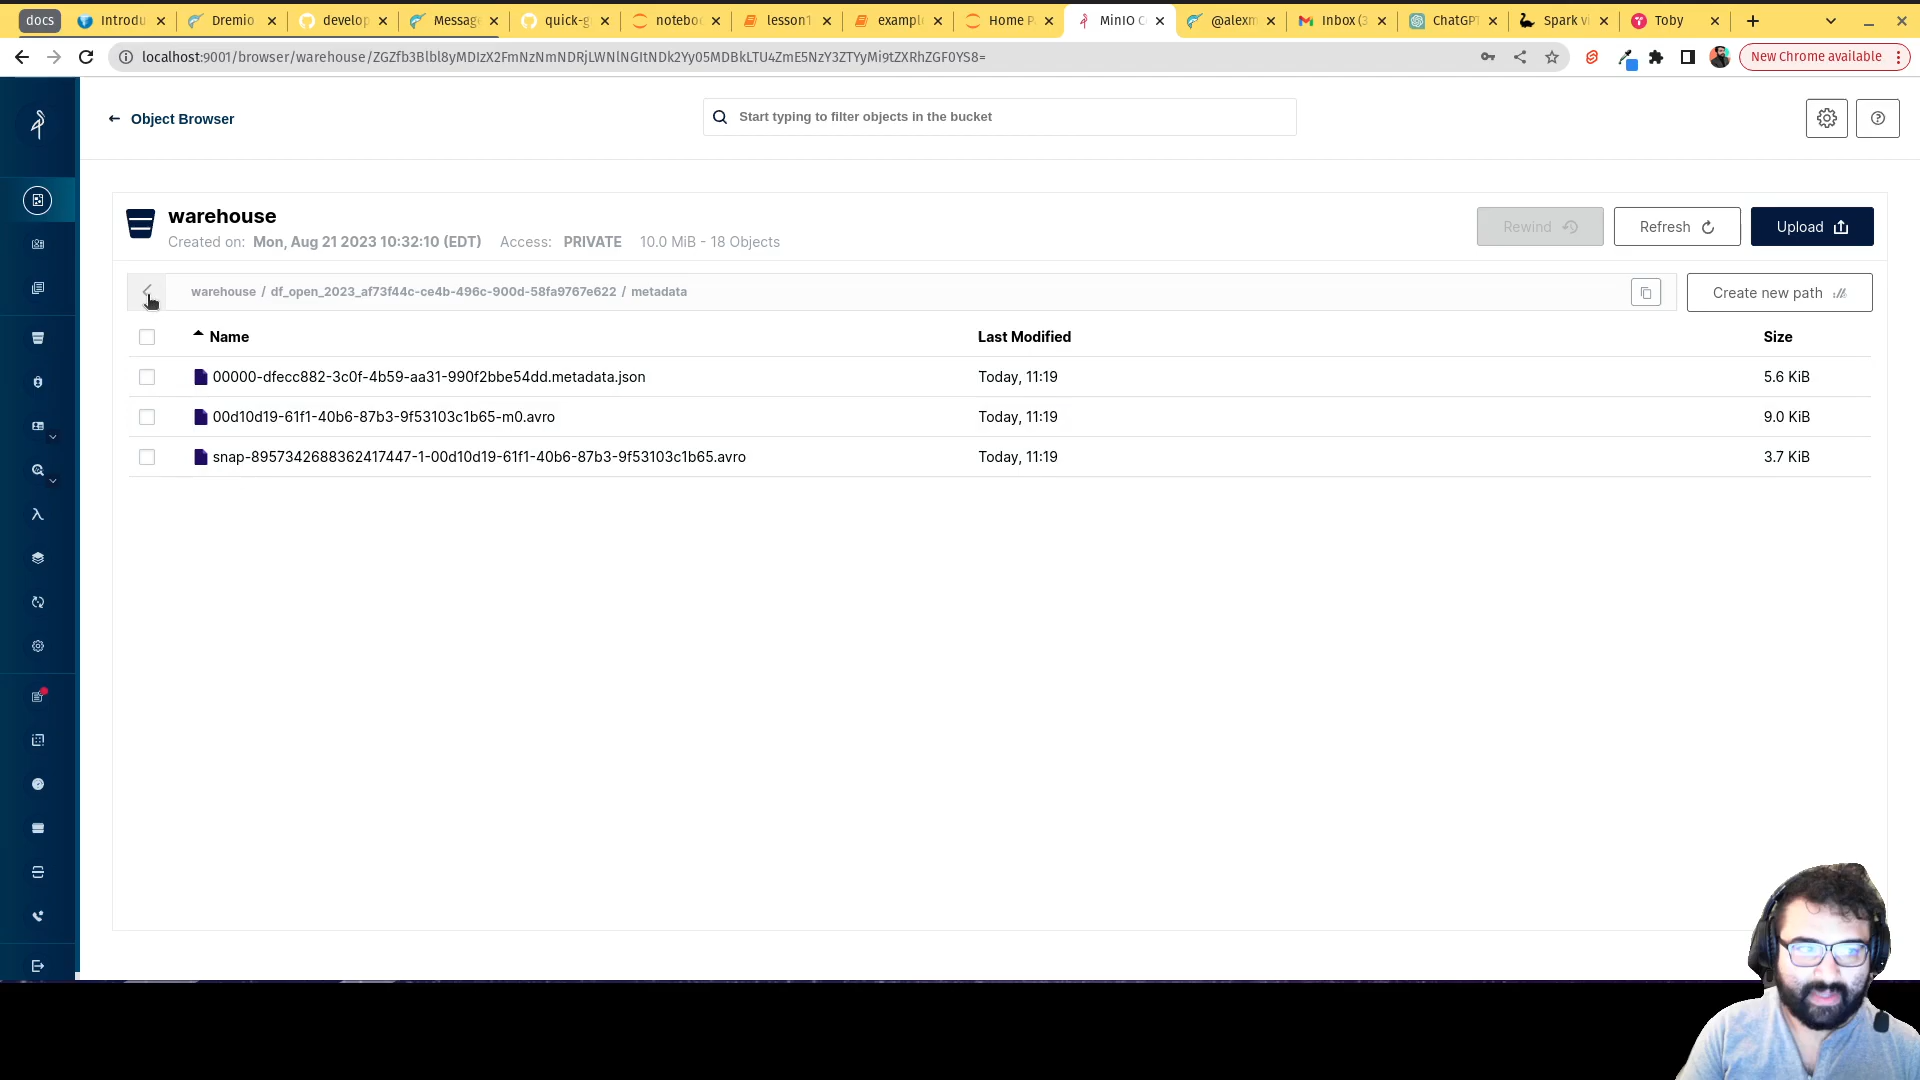 docs
Introdu
Dremio
develop
Message
quick-g
notebo
lesson1
exampl
Home P
MinIO C
@alexm
Inbox (3
ChatGPT
Spark vi
Toby
localhost:9001/browser/warehouse/ZGZfb3Blbl8yMDIzX2FmNzNmNDRjLWNlNGItNDk2Yy05MDBkLTU4ZmE5NzY3ZTYyMi9tZXRhZGF0YS8=
New Chrome available
Object Browser
Start typing to filter objects in the bucket
warehouse
Created on: Mon, Aug 21 2023 10:32:10 (EDT) Access: PRIVATE 10.0 MiB - 18 Objects
Rewind
Refresh
Upload
warehouse / df_open_2023_af73f44c-ce4b-496c-900d-58fa9767e622 / metadata
Create new path
Name Last Modified Size
00000-dfecc882-3c0f-4b59-aa31-990f2bbe54dd.metadata.json Today, 11:19 5.6 KiB
00d10d19-61f1-40b6-87b3-9f53103c1b65-m0.avro Today, 11:19 9.0 KiB
snap-8957342688362417447-1-00d10d19-61f1-40b6-87b3-9f53103c1b65.avro Today, 11:19 3.7 KiB